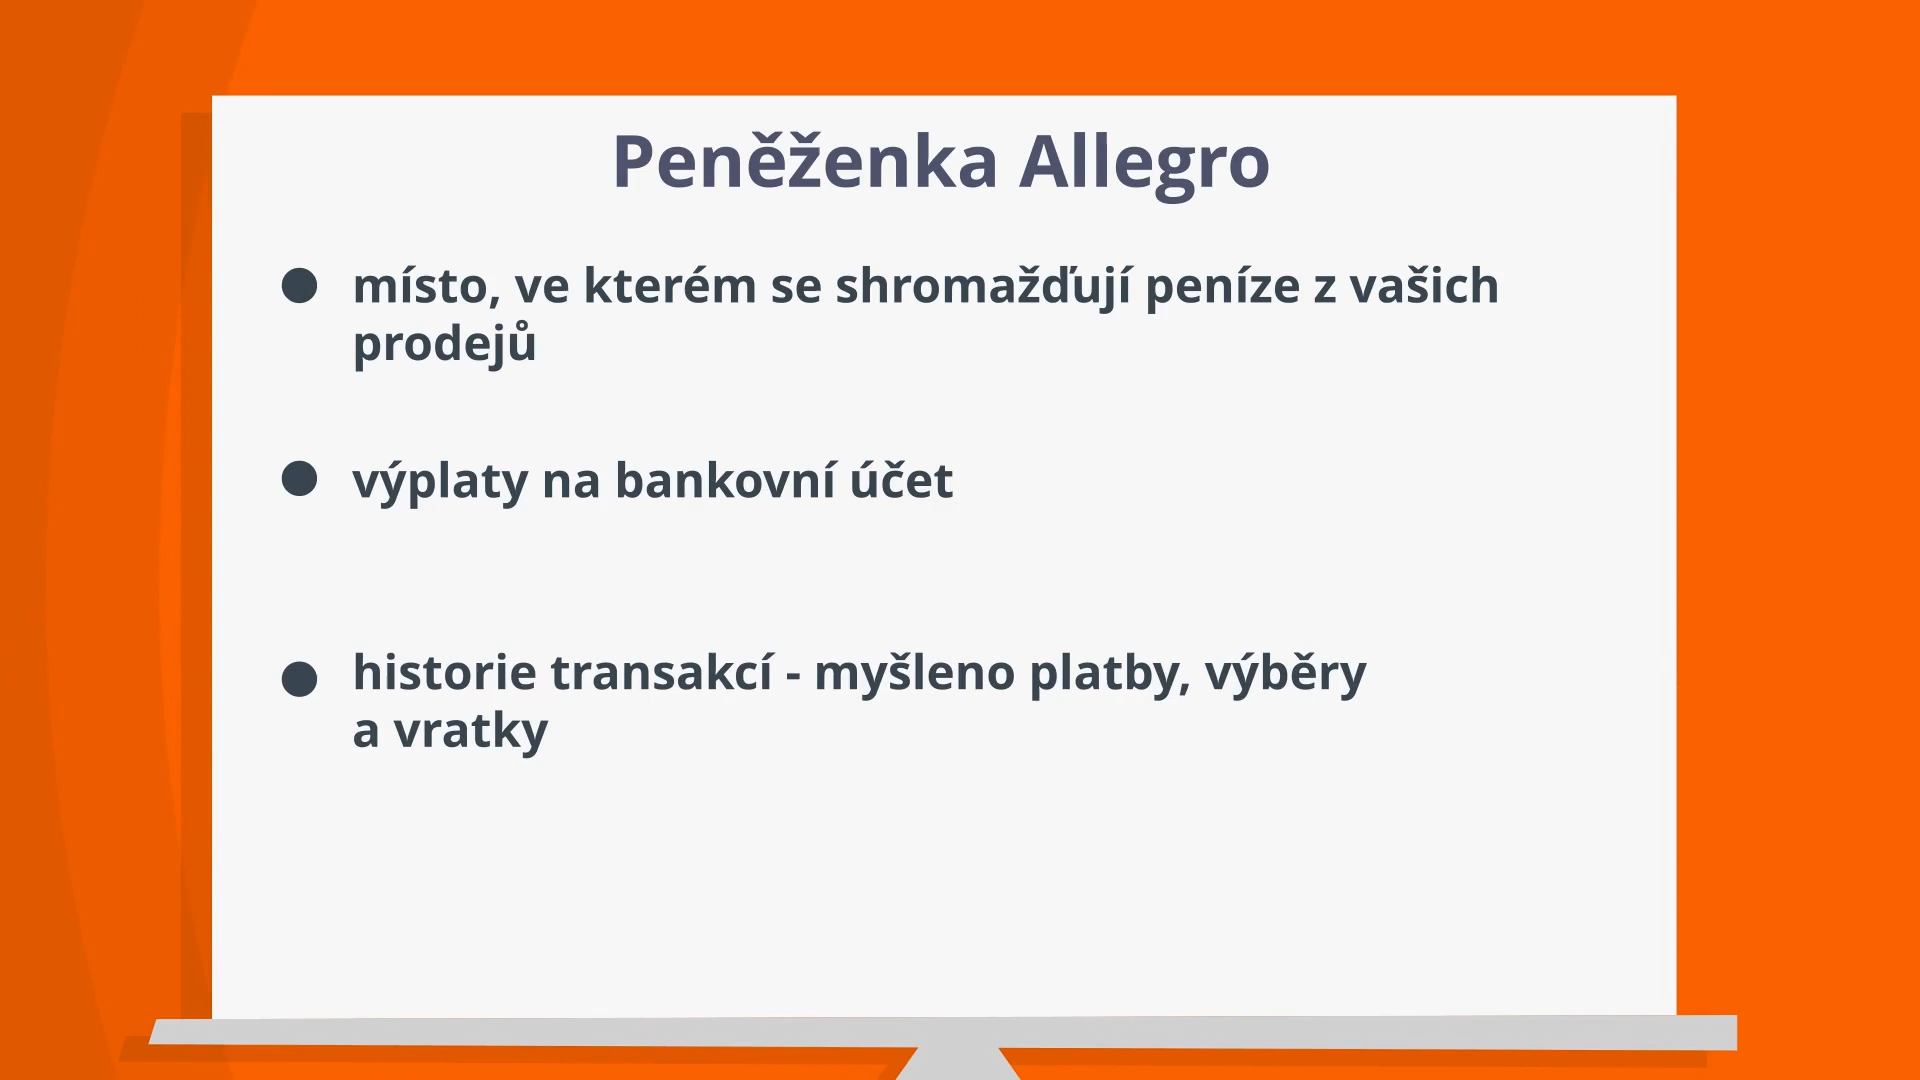 Peněženka Allegro
místo, ve kterém se shromažďují peníze z vašich
prodejů
výplaty na bankovní účet
historie transakcí - myšleno platby, výběry
a vratky